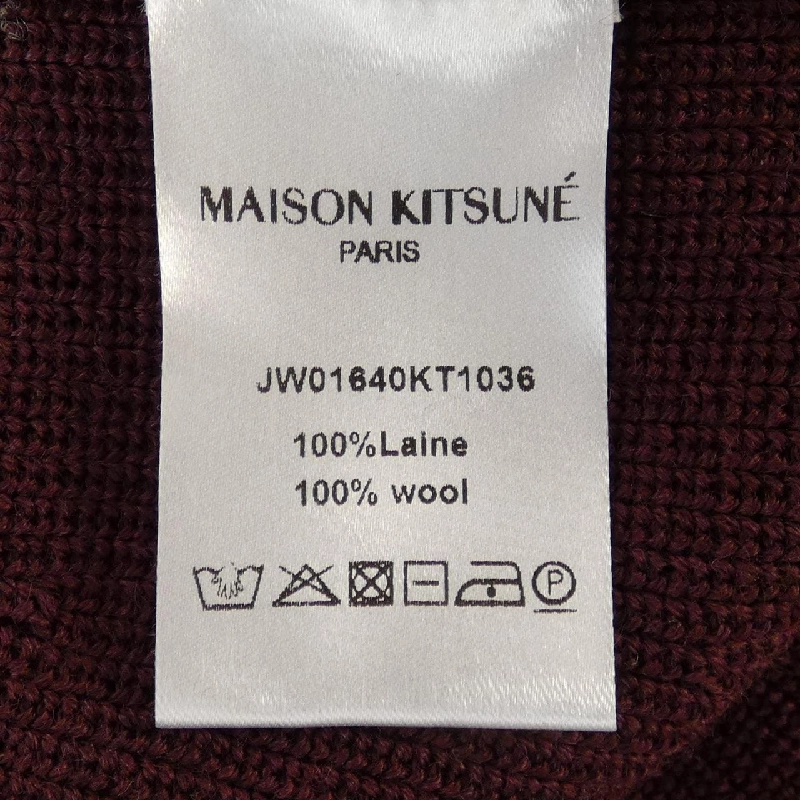 MAISON KITSUNÉ
PARIS
JW01640KT1036
100%Laine
100% wool
P